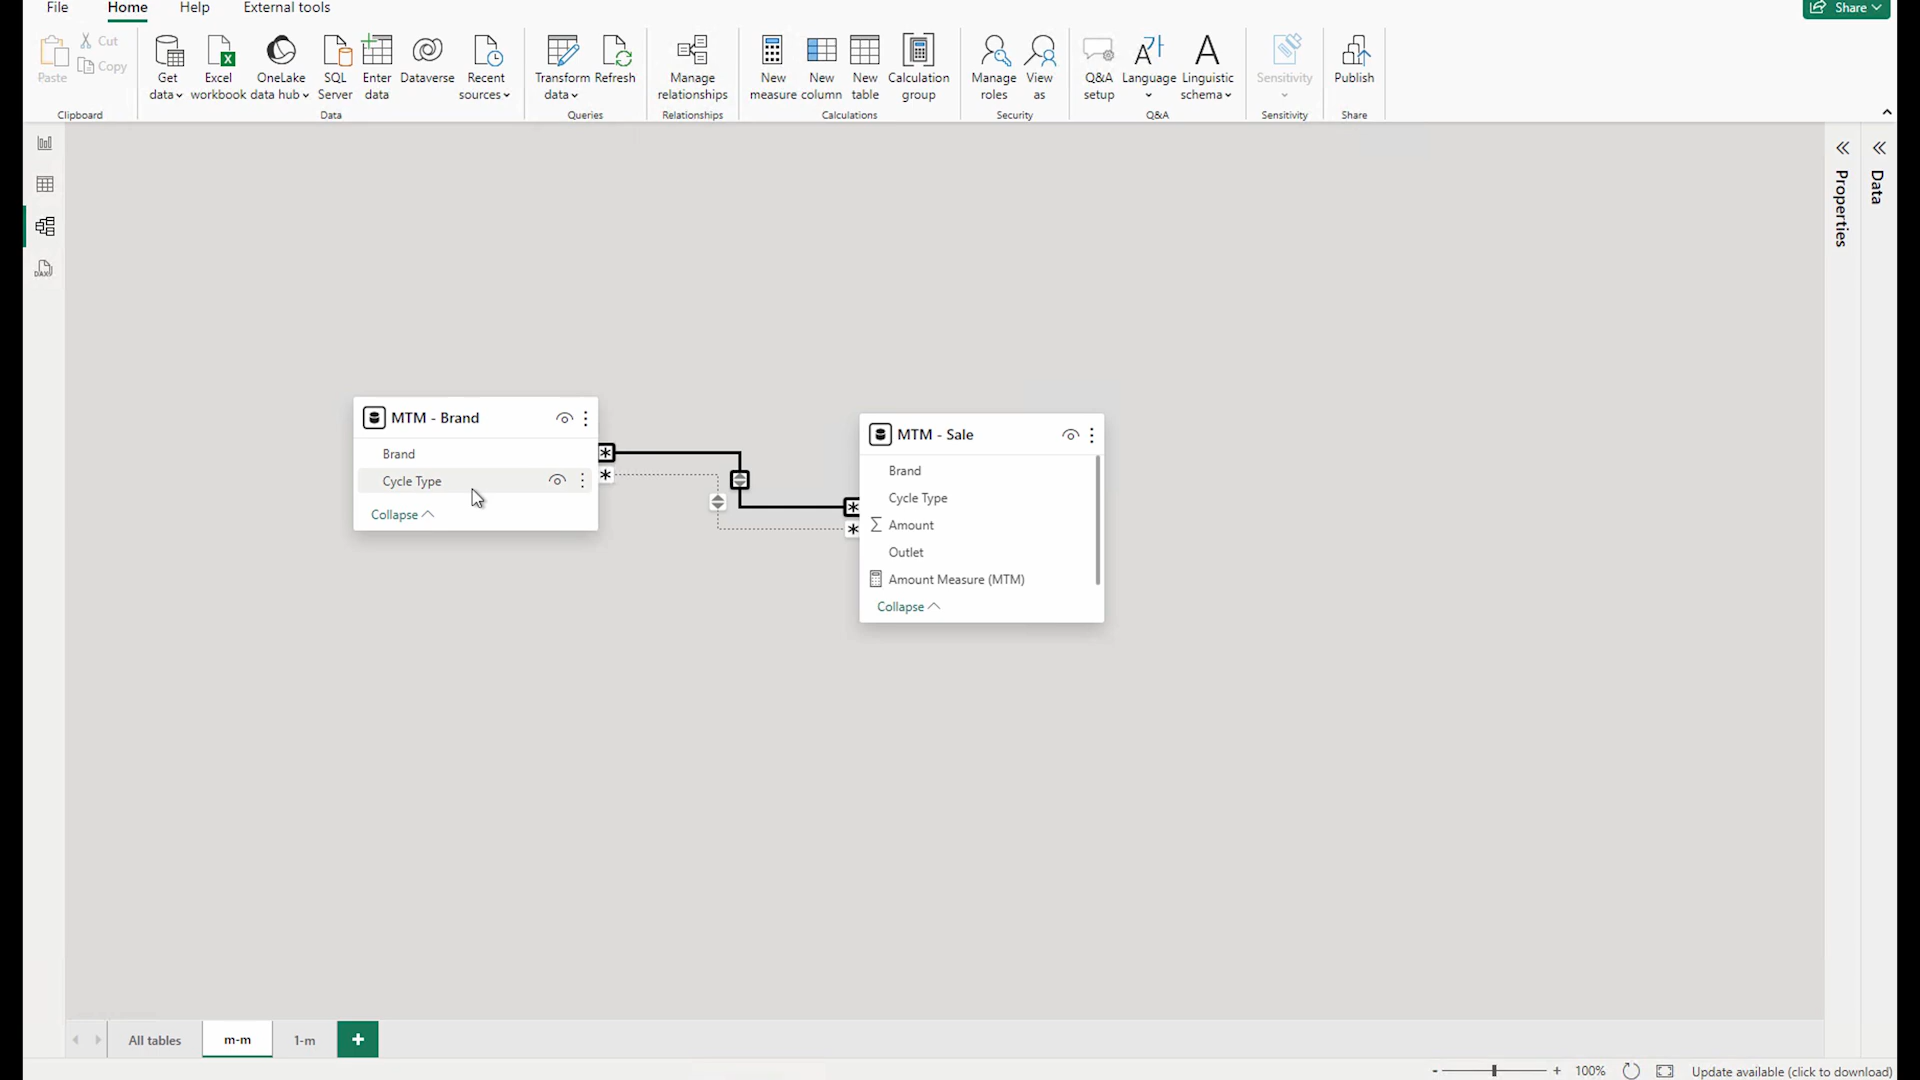 File Home Help External tools
Share
Paste Cut
Copy
Get data
Excel workbook
OneLake data hub
SQL Server
Enter data
Dataverse
Recent sources
Transform data
Refresh
Manage relationships
New measure
New column
New table
Calculation group
Manage roles
View as
Q&A setup
Language
Linguistic schema
Sensitivity
Publish
Clipboard
Data
Queries
Relationships
Calculations
Security
Q&A
Sensitivity
Share
DAX
Properties
Data
MTM - Brand
Brand
Cycle Type
Collapse
MTM - Sale
Brand
Cycle Type
Σ Amount
Outlet
Amount Measure (MTM)
Collapse
All tables m-m 1-m +
- + 100% Update available (click to download)